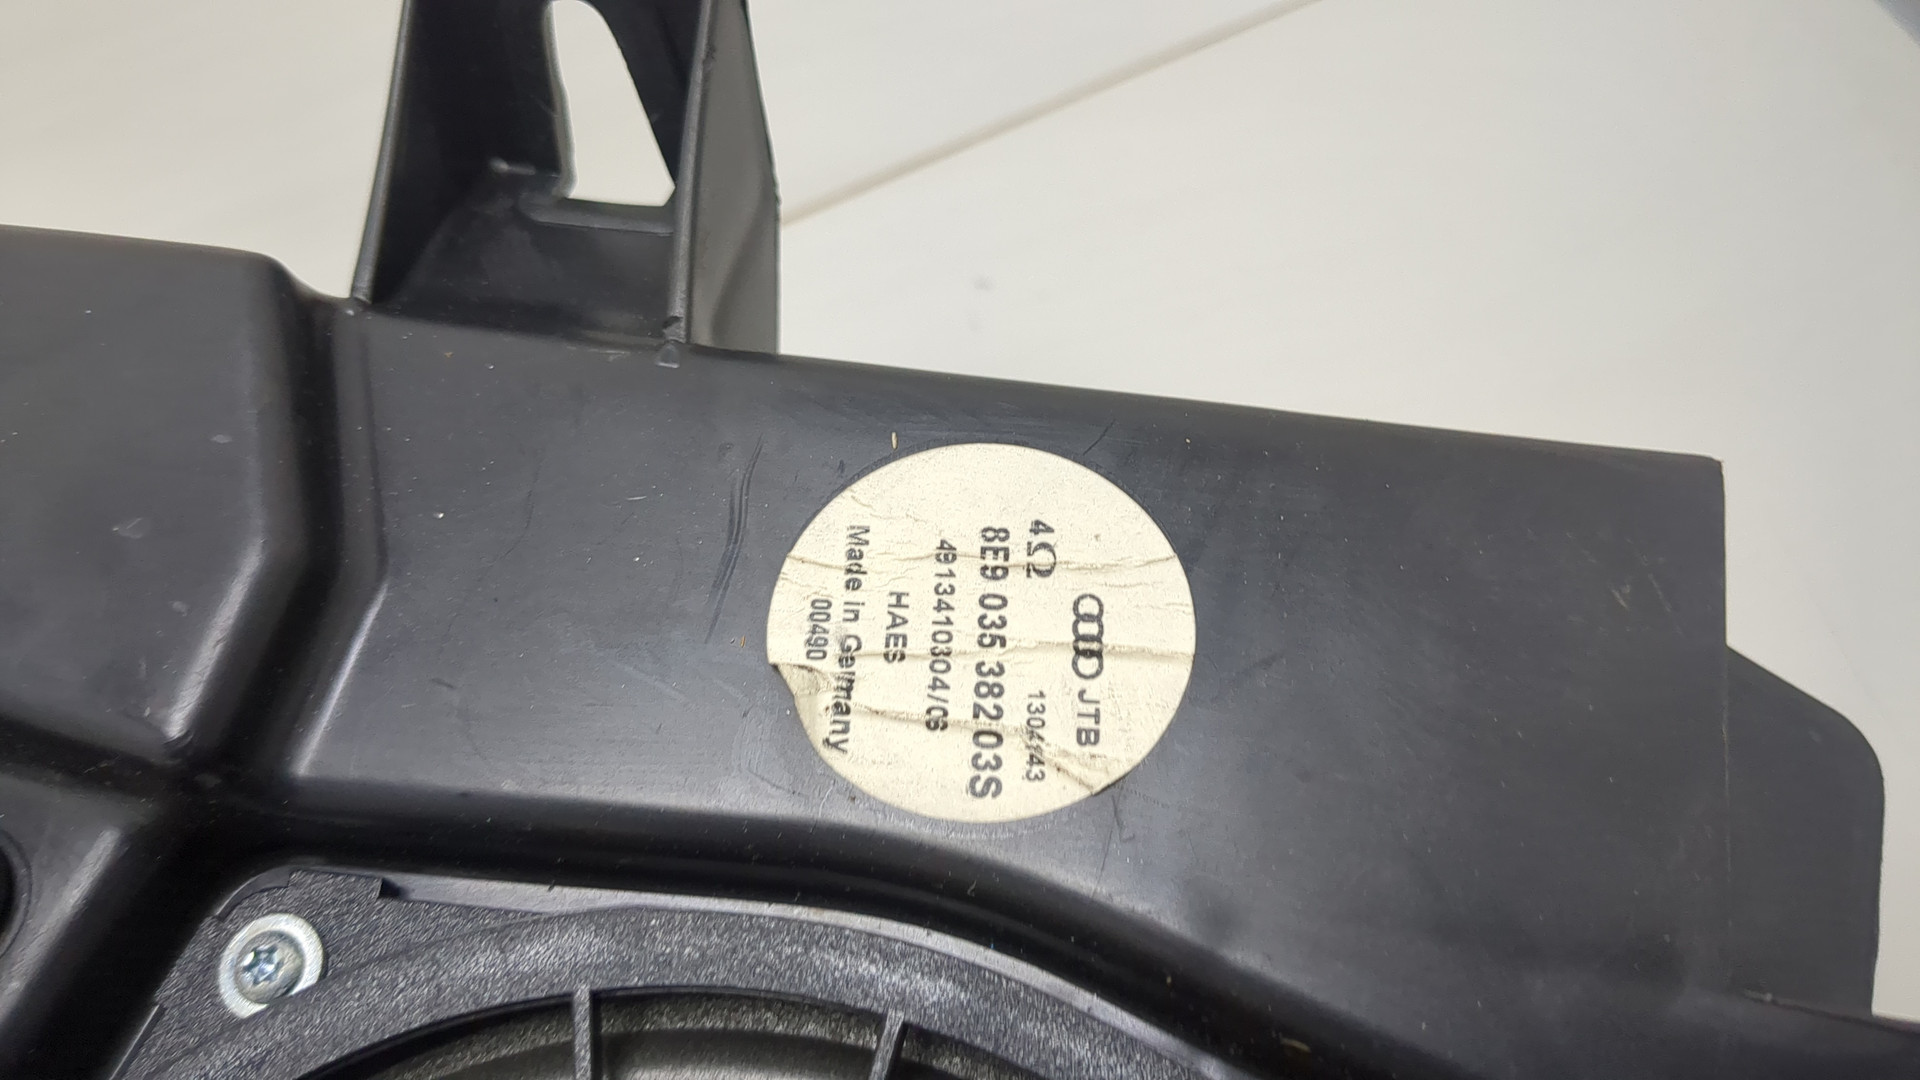 JTB
4Ω 1304143
8E9 035 382 03S
4913410304/03
HAES
Made in Germany
00490